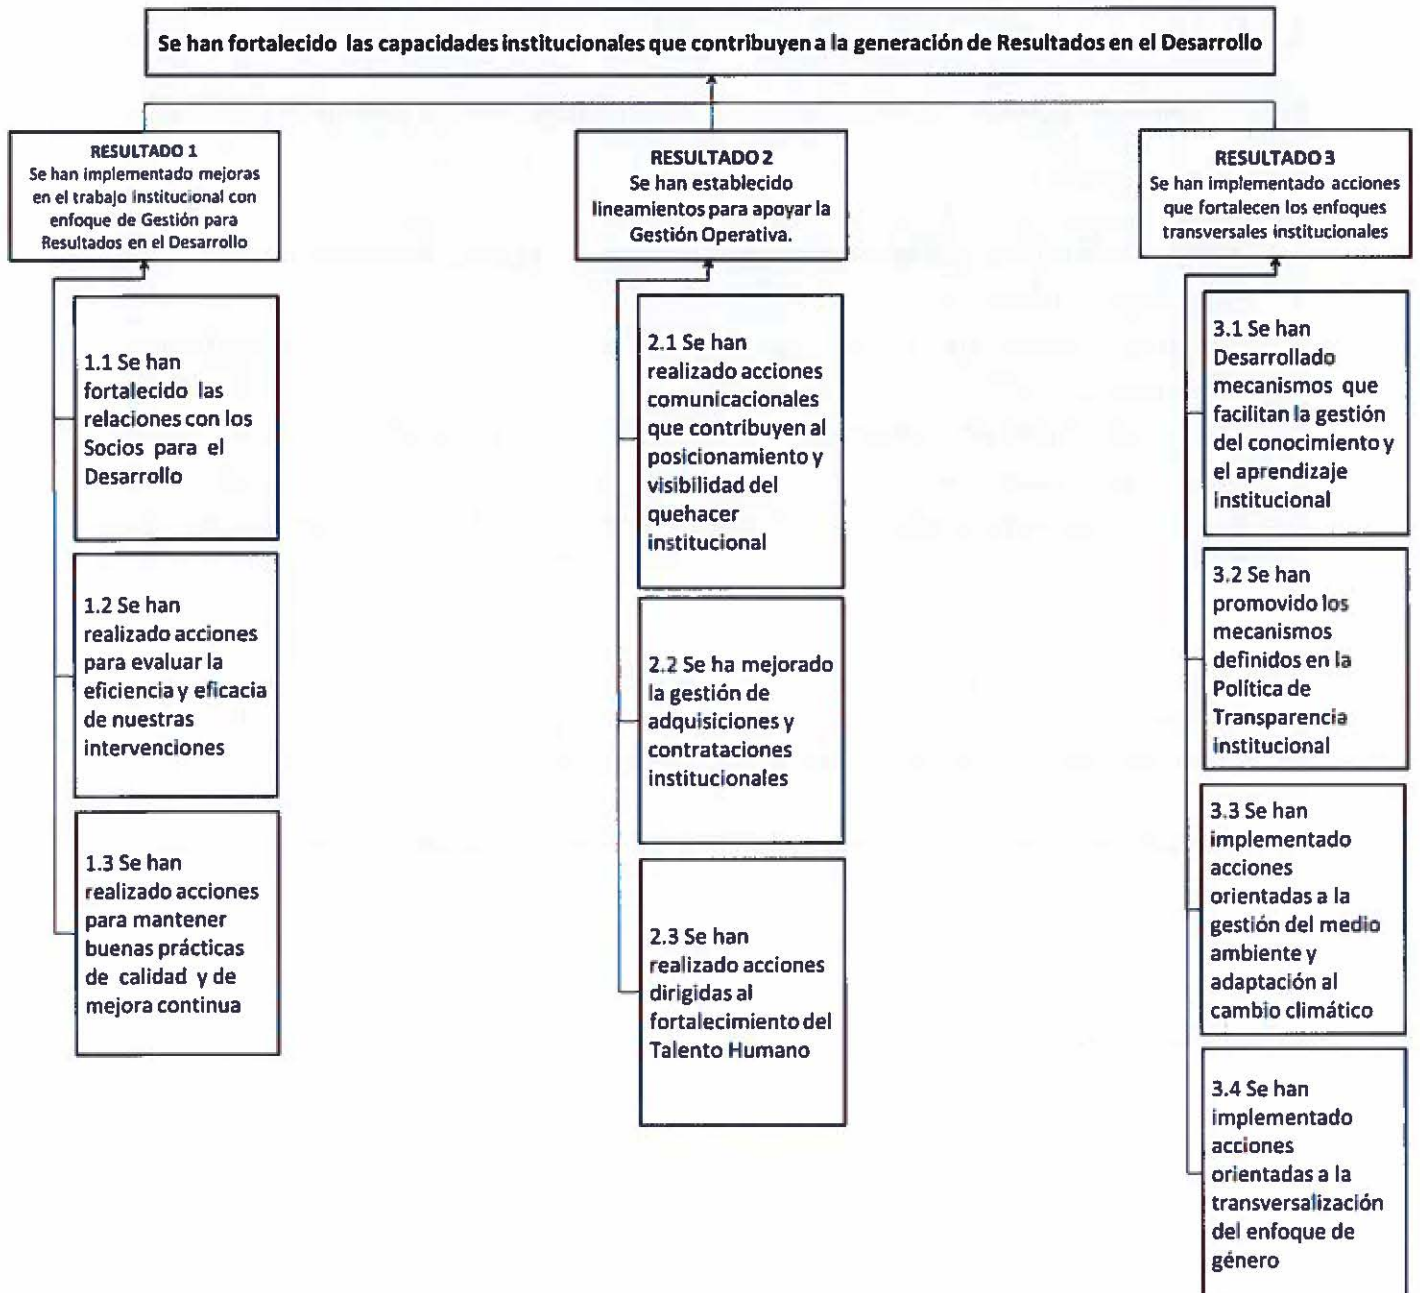 Se han fortalecido las capacidades institucionales que contribuyen a la generación de Resultados en el Desarrollo
RESULTADO 1
Se han implementado mejoras
en el trabajo Institucional con
enfoque de Gestión para
Resultados en el Desarrollo
1.1 Se han
fortalecido las
relaciones con los
Socios para el
Desarrollo
1.2 Se han
realizado acciones
para evaluar la
eficiencia y eficacia
de nuestras
intervenciones
1.3 Se han
realizado acciones
para mantener
buenas prácticas
de calidad y de
mejora continua
RESULTADO 2
Se han establecido
lineamientos para apoyar la
Gestión Operativa.
2.1 Se han
realizado acciones
comunicacionales
que contribuyen al
posicionamiento y
visibilidad del
quehacer
institucional
2.2 Se ha mejorado
la gestión de
adquisiciones y
contrataciones
institucionales
2.3 Se han
realizado acciones
dirigidas al
fortalecimiento del
Talento Humano
RESULTADO 3
Se han implementado acciones
que fortalecen los enfoques
transversales institucionales
3.1 Se han
Desarrollado
mecanismos que
facilitan la gestión
del conocimiento y
el aprendizaje
institucional
3.2 Se han
promovido los
mecanismos
definidos en la
Política de
Transparencia
institucional
3.3 Se han
implementado
acciones
orientadas a la
gestión del medio
ambiente y
adaptación al
cambio climático
3.4 Se han
implementado
acciones
orientadas a la
transversalización
del enfoque de
género